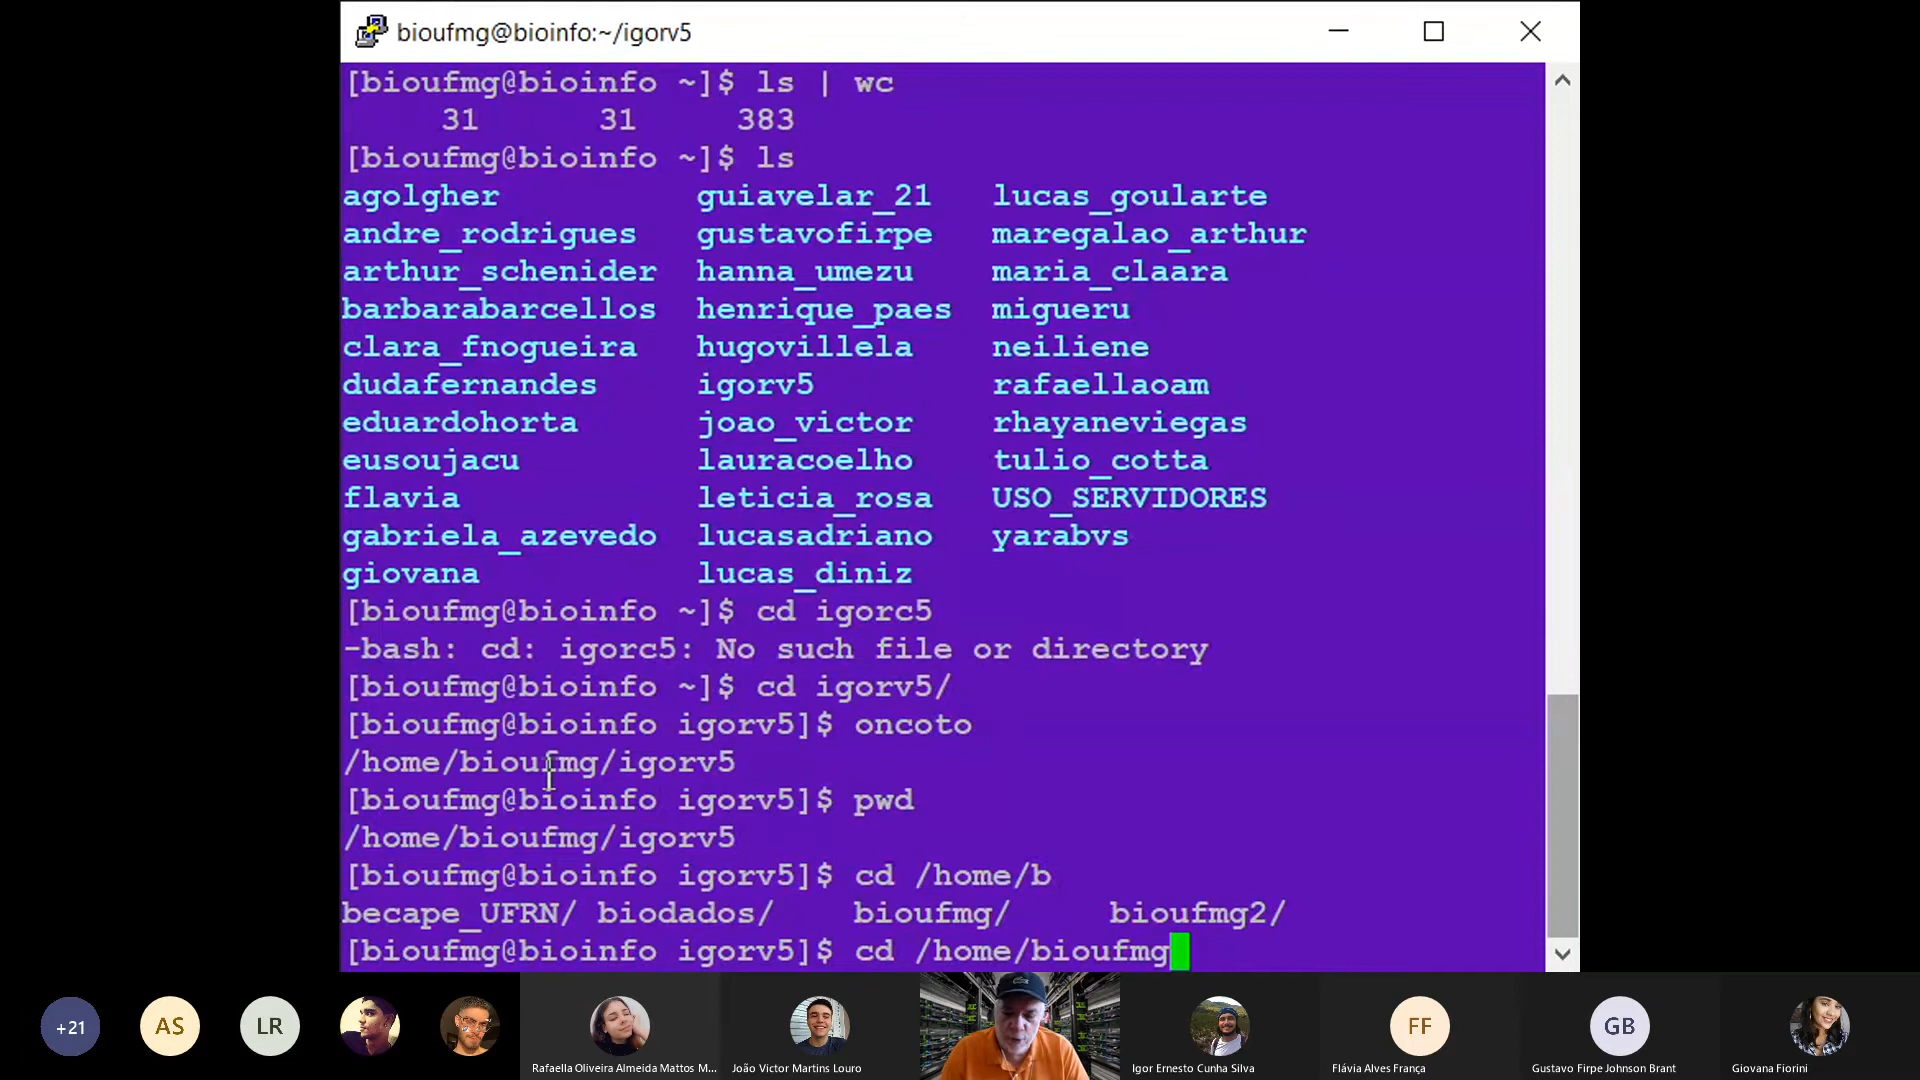 bioufmg@bioinfo:~/igorv5
[bioufmg@bioinfo ~]$ ls | wc
31 31 383
[bioufmg@bioinfo ~]$ ls
agolgher guiavelar_21 lucas_goularte
andre_rodrigues gustavofirpe maregalao_arthur
arthur_schenider hanna_umezu maria_claara
barbarabarcellos henrique_paes migueru
clara_fnogueira hugovillela neiliene
dudafernandes igorv5 rafaellaoam
eduardohorta joao_victor rhayaneviegas
eusoujacu lauracoelho tulio_cotta
flavia leticia_rosa USO_SERVIDORES
gabriela_azevedo lucasadriano yarabvs
giovana lucas_diniz
[bioufmg@bioinfo ~]$ cd igorc5
-bash: cd: igorc5: No such file or directory
[bioufmg@bioinfo ~]$ cd igorv5/
[bioufmg@bioinfo igorv5]$ oncoto
/home/bioufmg/igorv5
[bioufmg@bioinfo igorv5]$ pwd
/home/bioufmg/igorv5
[bioufmg@bioinfo igorv5]$ cd /home/b
becape_UFRN/ biodados/ bioufmg/ bioufmg2/
[bioufmg@bioinfo igorv5]$ cd /home/bioufmg
+21 AS LR FF GB
Rafaella Oliveira Almeida Mattos M... João Victor Martins Louro Igor Ernesto Cunha Silva Flávia Alves França Gustavo Firpe Johnson Brant Giovana Fiorini